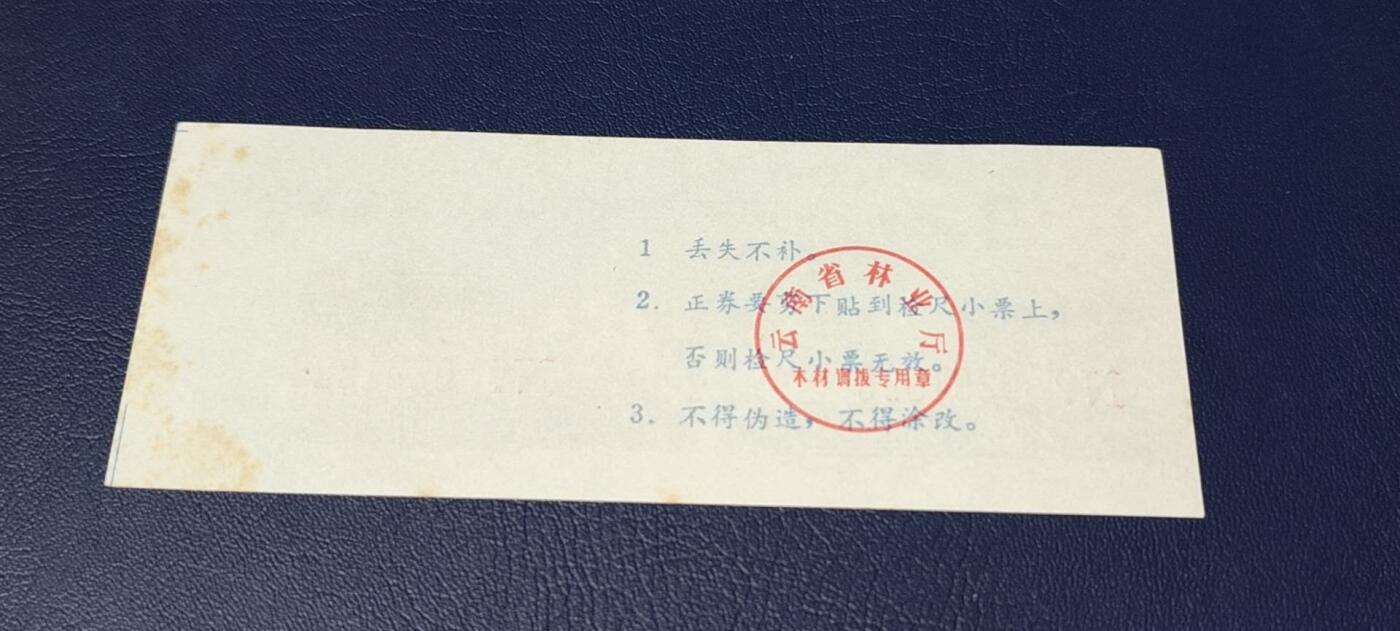 1 丢失不补。
2. 正券要剪下贴到检尺小票上，
否则检尺小票无效。
3. 不得伪造，不得涂改。
云南省林业厅
木材调拨专用章